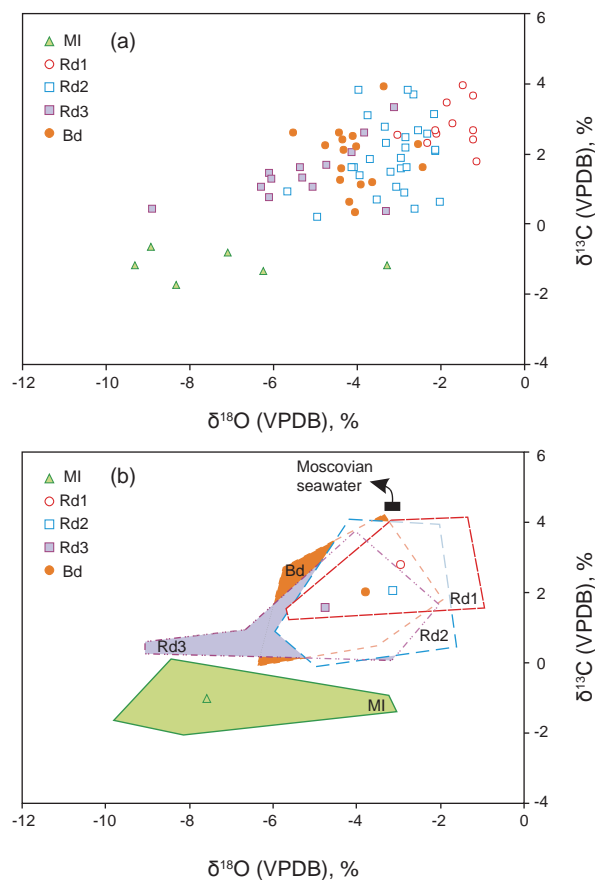 (a)
MI
Rd1
Rd2
Rd3
Bd
6
4
2
0
-2
-4
-12
-10
-8
-6
-4
-2
0
δ13C (VPDB), %
δ18O (VPDB), %
(b)
MI
Rd1
Rd2
Rd3
Bd
Moscovian
seawater
Bd
Rd1
Rd2
Rd3
MI
6
4
2
0
-2
-4
-12
-10
-8
-6
-4
-2
0
δ13C (VPDB), %
δ18O (VPDB), %